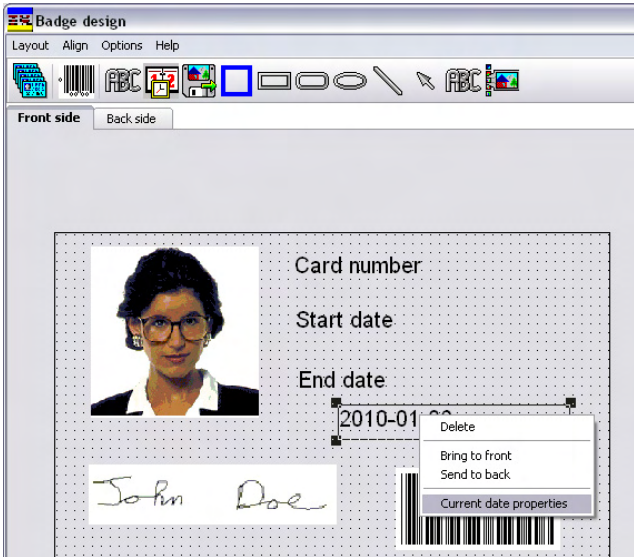 Badge design
Layout Align Options Help
ABC ABC
Front side Back side
Card number
Start date
End date
2010-01
Delete
Bring to front
Send to back
Current date properties
John Doe